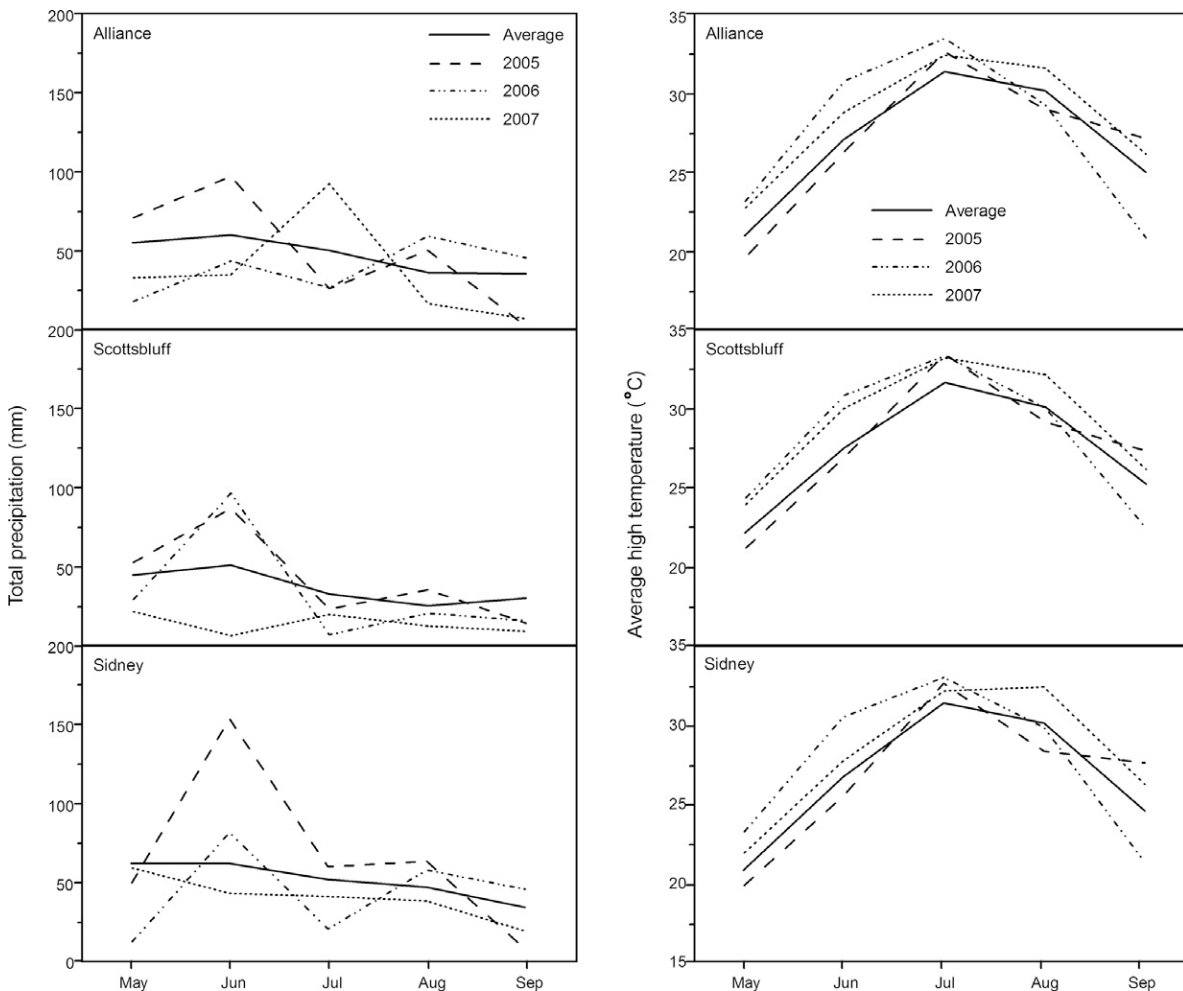 Total precipitation (mm)
200
Alliance
Average
2005
2006
2007
150
100
50
200
Scottsbluff
150
100
50
200
Sidney
150
100
50
0
May Jun Jul Aug Sep
Average high temperature (°C)
35
Alliance
30
25
Average
2005
2006
2007
20
35
Scottsbluff
30
25
20
35
Sidney
30
25
20
15
May Jun Jul Aug Sep